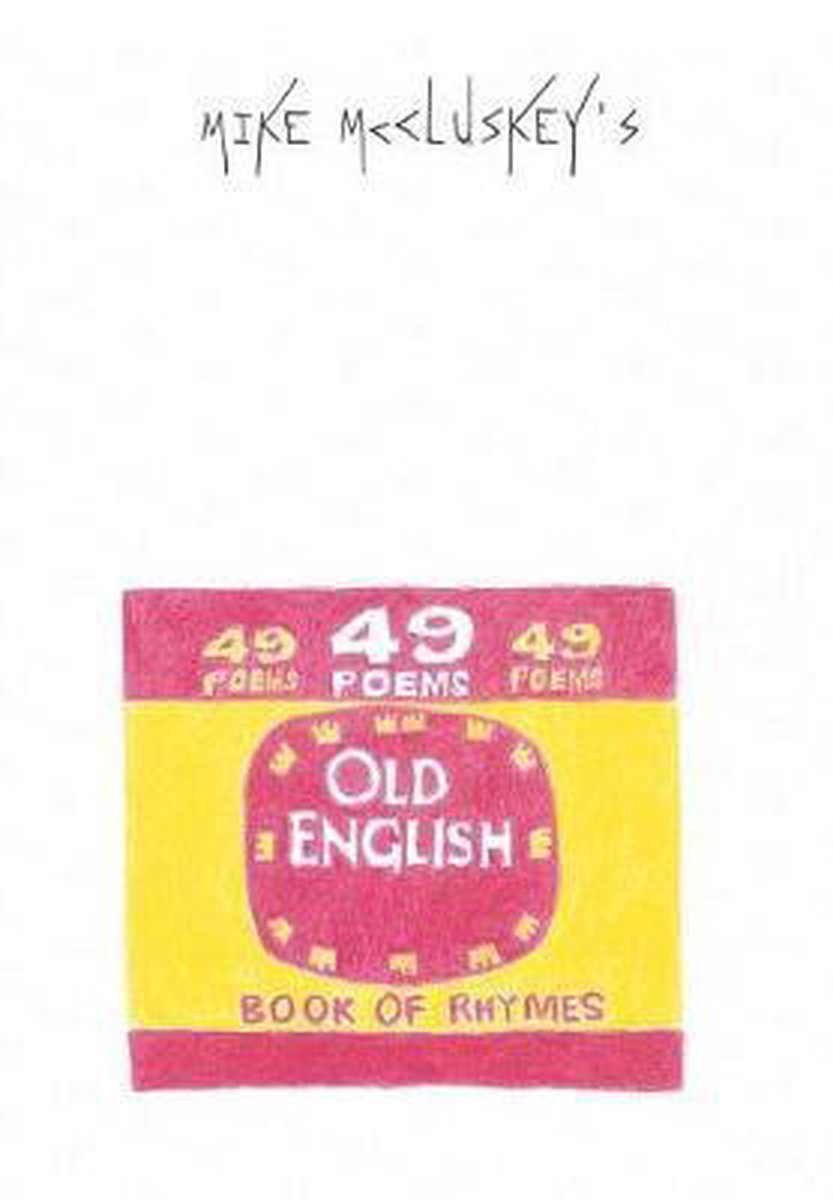 MIKE McCLUSKEY'S
49 49 49
POEMS POEMS POEMS
OLD
ENGLISH
BOOK OF RHYMES